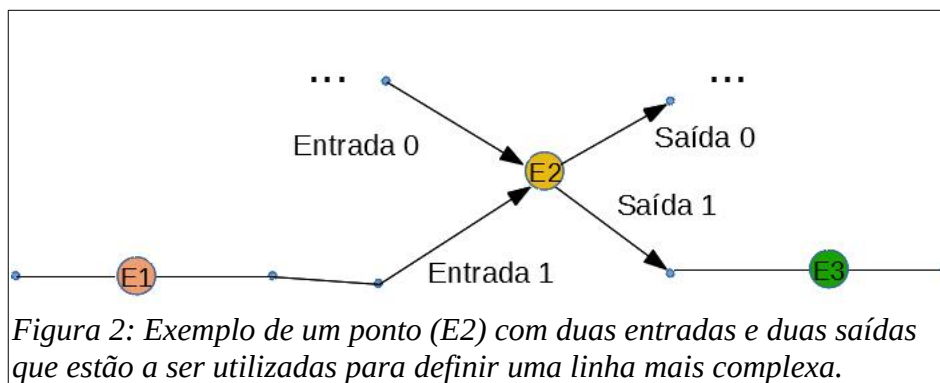 ... ...
Entrada 0
Saída 0
E2
Saída 1
E1
Entrada 1
E3
Figura 2: Exemplo de um ponto (E2) com duas entradas e duas saídas
que estão a ser utilizadas para definir uma linha mais complexa.